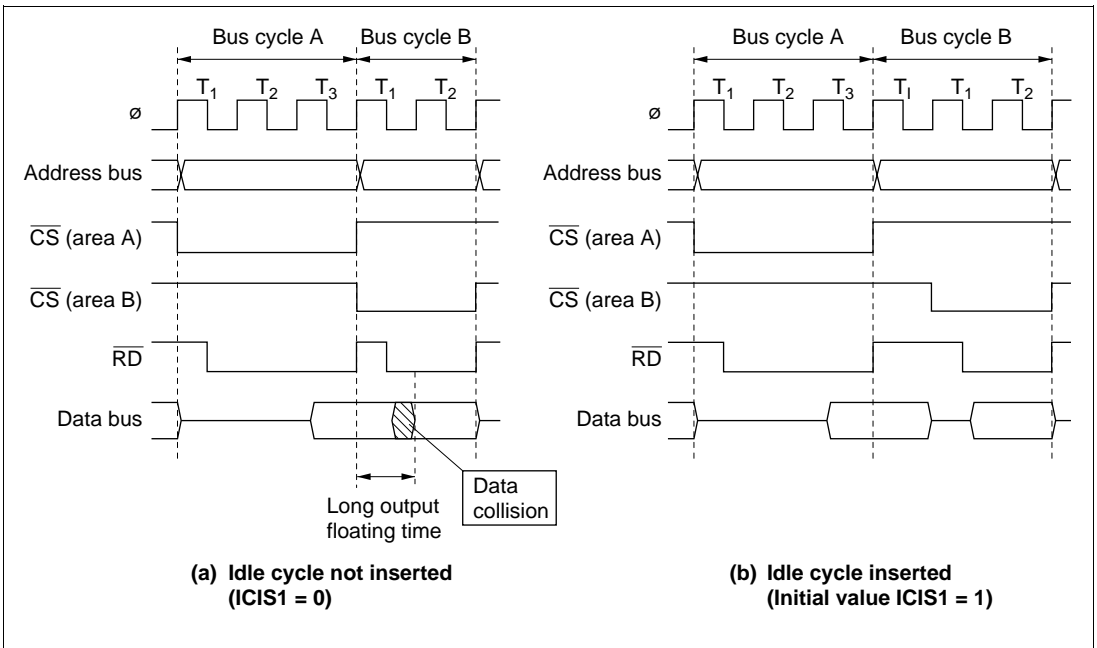 Bus cycle A Bus cycle B
T1 T2 T3 T1 T2
ø
Address bus
CS (area A)
CS (area B)
RD
Data bus
Long output
floating time
Data
collision
(a) Idle cycle not inserted
(ICIS1 = 0)
Bus cycle A Bus cycle B
T1 T2 T3 TI T1 T2
ø
Address bus
CS (area A)
CS (area B)
RD
Data bus
(b) Idle cycle inserted
(Initial value ICIS1 = 1)